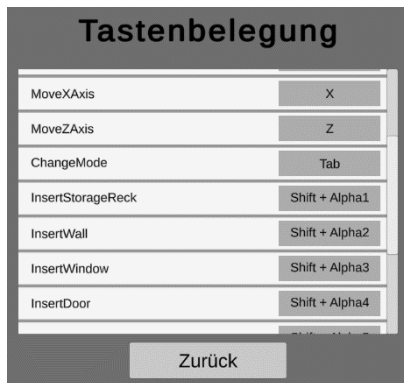 Tastenbelegung
MoveXAxis X
MoveZAxis Z
ChangeMode Tab
InsertStorageReck Shift + Alpha1
InsertWall Shift + Alpha2
InsertWindow Shift + Alpha3
InsertDoor Shift + Alpha4
Zurück